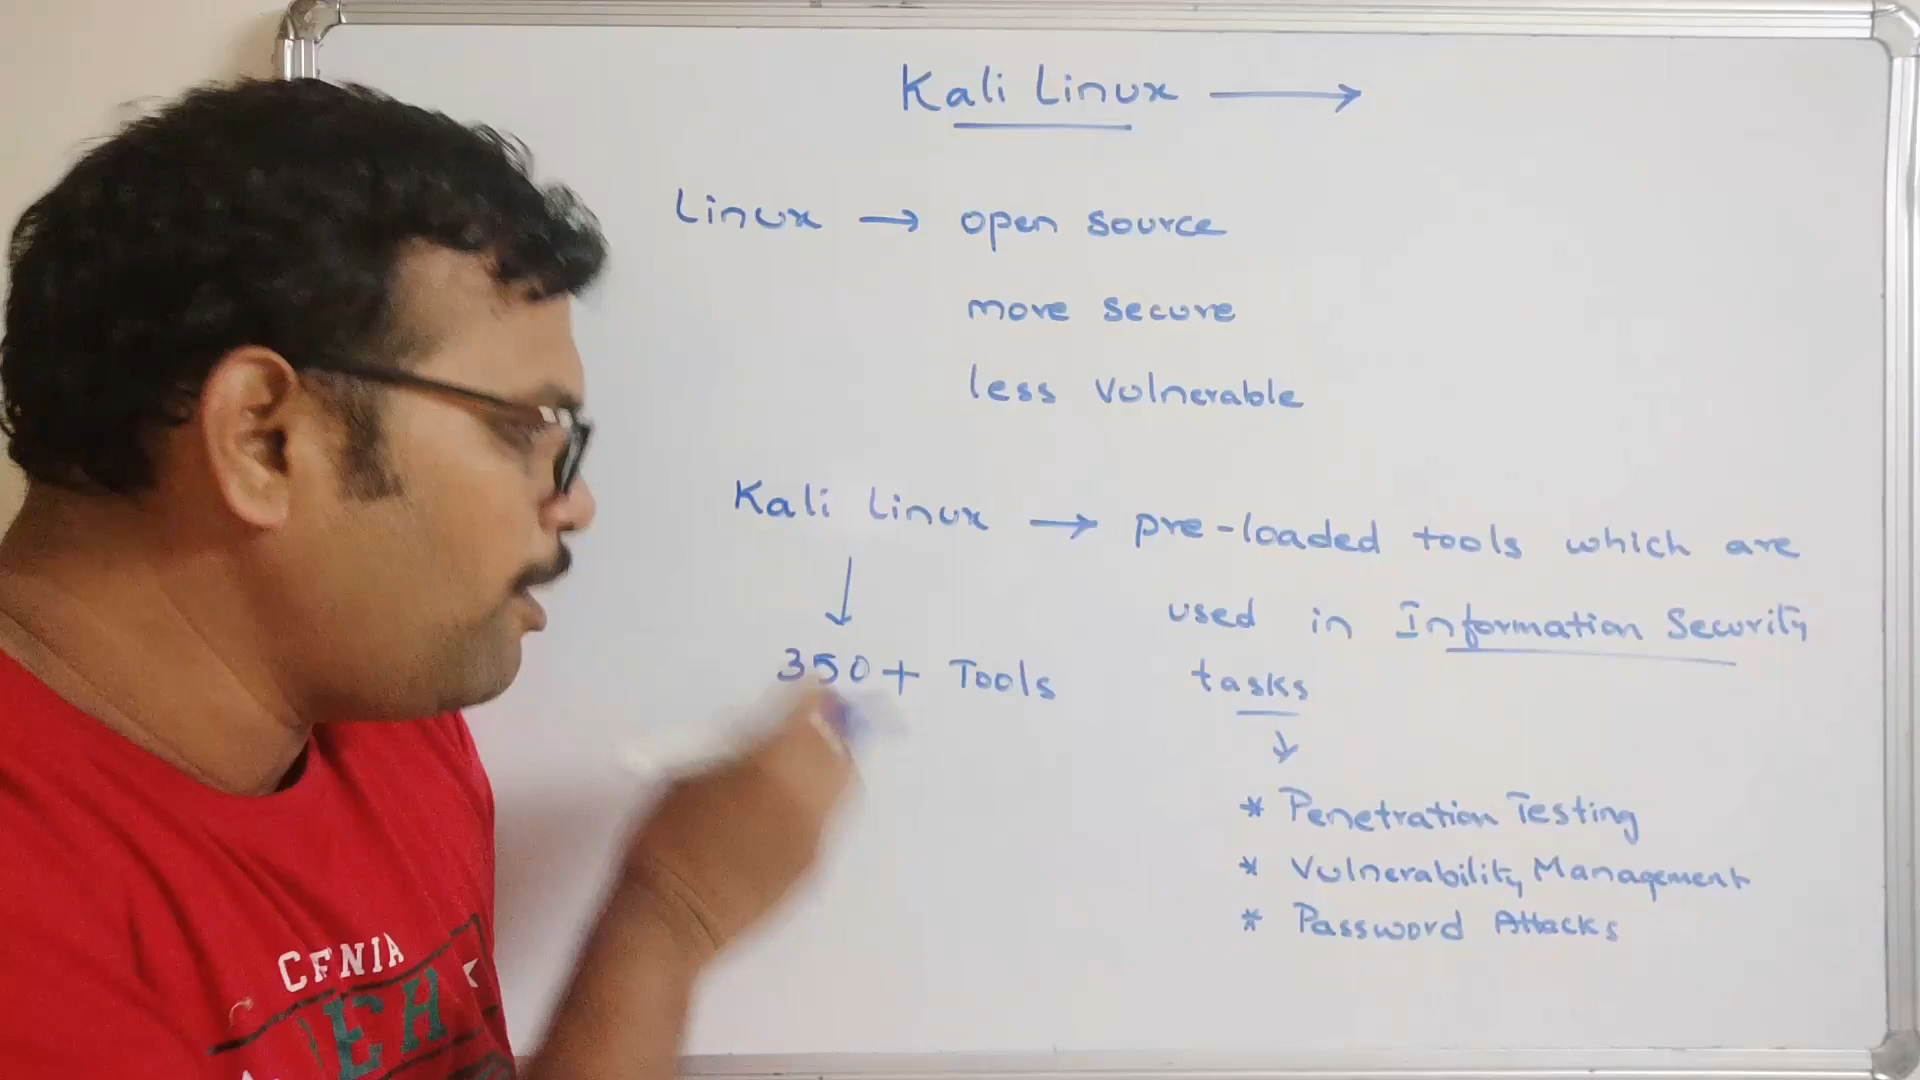 Kali Linux →
Linux → open source
more secure
less vulnerable
Kali Linux → pre-loaded tools which are
used in Information Security
tasks
↓
350+ Tools
↓
* Penetration Testing
* Vulnerability Management
* Password Attacks